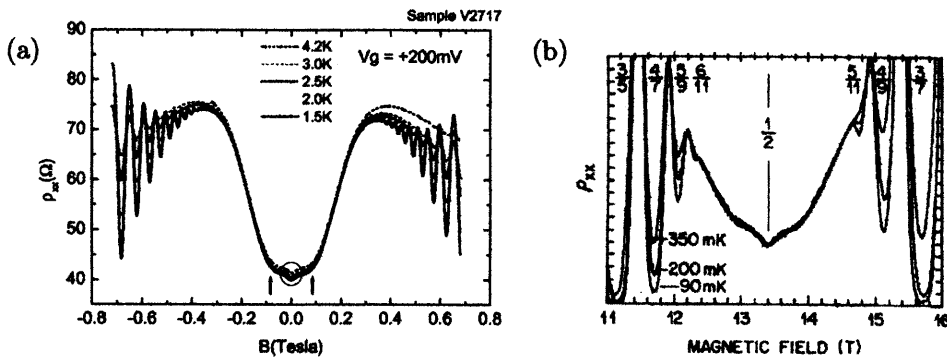 Sample V2717
(a)
90
80
70
60
50
40
ρxx(Ω)
4.2K
3.0K
2.5K
2.0K
1.5K
Vg = +200mV
-0.8 -0.6 -0.4 -0.2 0.0 0.2 0.4 0.6 0.8
B(Tesla)
(b)
3/5 4/7 5/9 6/11 5/11 4/9 3/7
1/2
ρXX
350 mK
200 mK
90 mK
11 12 13 14 15 16
MAGNETIC FIELD (T)